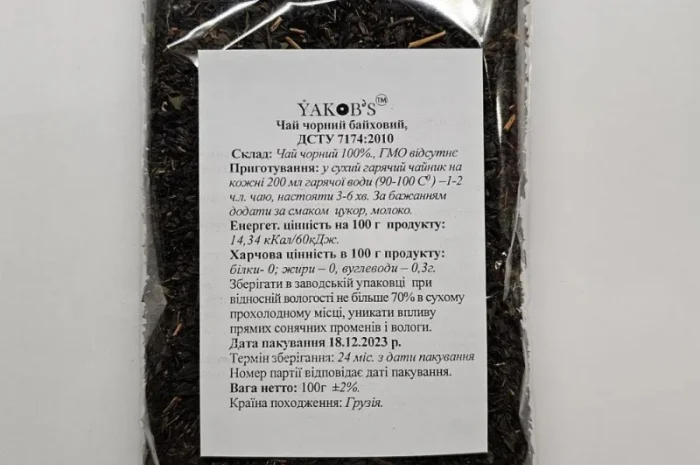 ẎAKOB'S™
Чай чорний байховий,
ДСТУ 7174:2010
Склад: Чай чорний 100%., ГМО відсутнє
Приготування: у сухий гарячий чайник на
кожні 200 мл гарячої води (90-100 С⁰) –1-2
ч.л. чаю, настояти 3-6 хв. За бажанням
додати за смаком цукор, молоко.
Енергет. цінність на 100 г продукту:
14,34 кКал/60кДж.
Харчова цінність в 100 г продукту:
білки- 0; жири – 0, вуглеводи – 0,3г.
Зберігати в заводській упаковці при
відносній вологості не більше 70% в сухому
прохолодному місці, уникати впливу
прямих сонячних променів і вологи.
Дата пакування 18.12.2023 р.
Термін зберігання: 24 міс. з дати пакування
Номер партії відповідає даті пакування.
Вага нетто: 100г ±2%.
Країна походження: Грузія.